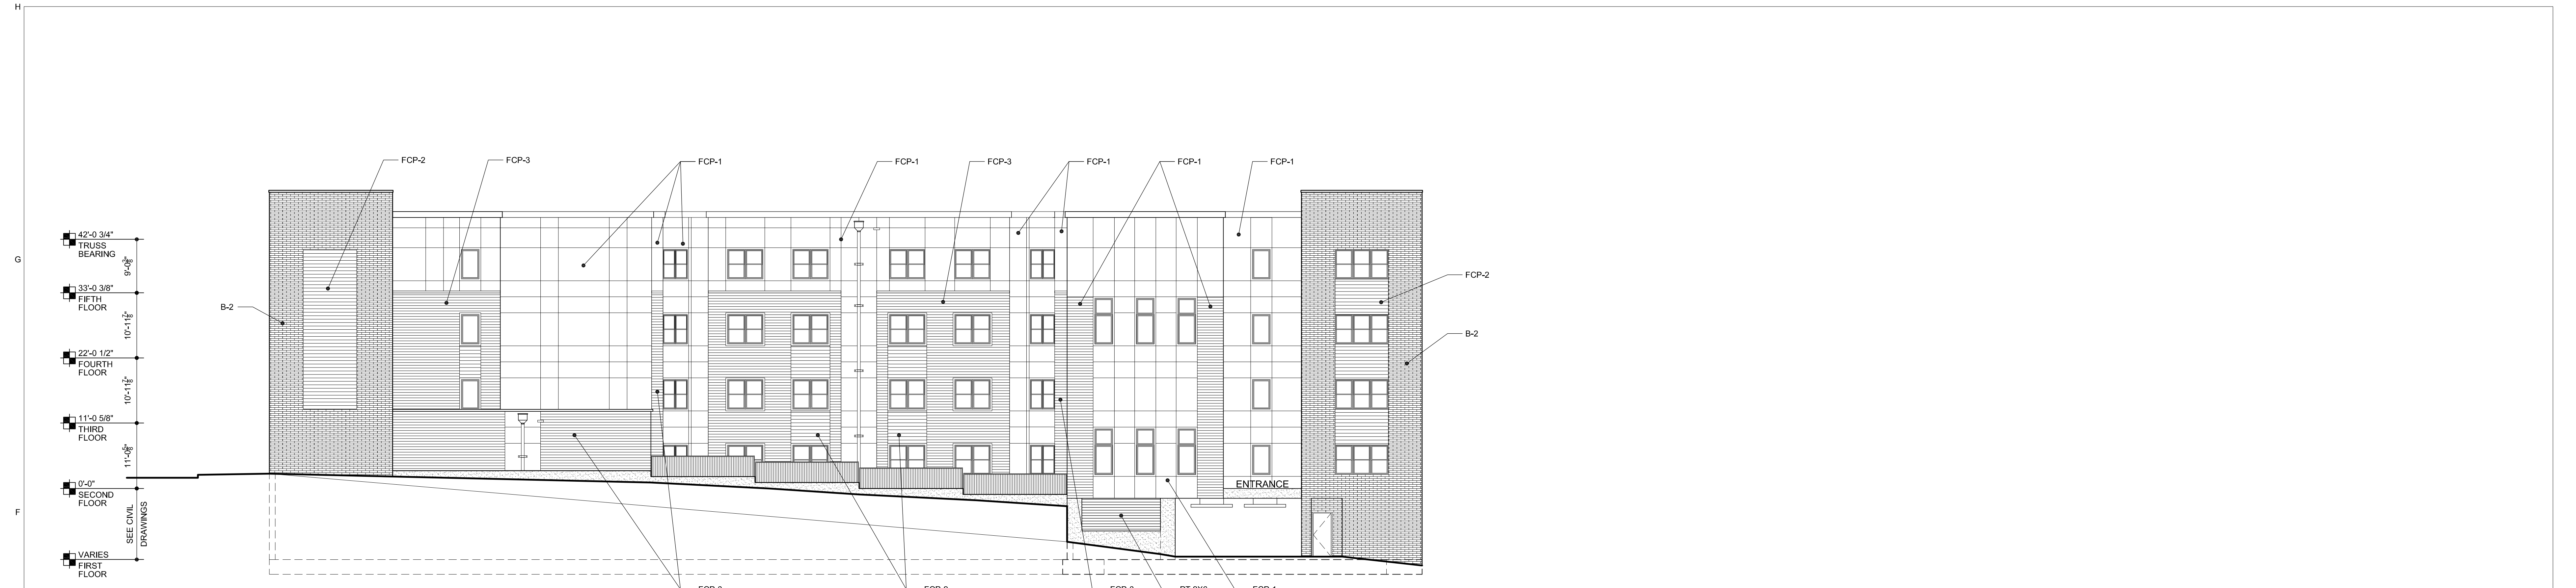 H
FCP-2
FCP-3
FCP-1
FCP-1
FCP-3
FCP-1
FCP-1
FCP-1
42'-0 3/4"
TRUSS
BEARING
G
FCP-2
33'-0 3/8"
FIFTH
FLOOR
B-2
B-2
22'-0 1/2"
FOURTH
FLOOR
11'-0 5/8"
THIRD
FLOOR
ENTRANCE
0'-0"
SECOND
FLOOR
SEE CIVIL
DRAWINGS
F
VARIES
FIRST
FLOOR